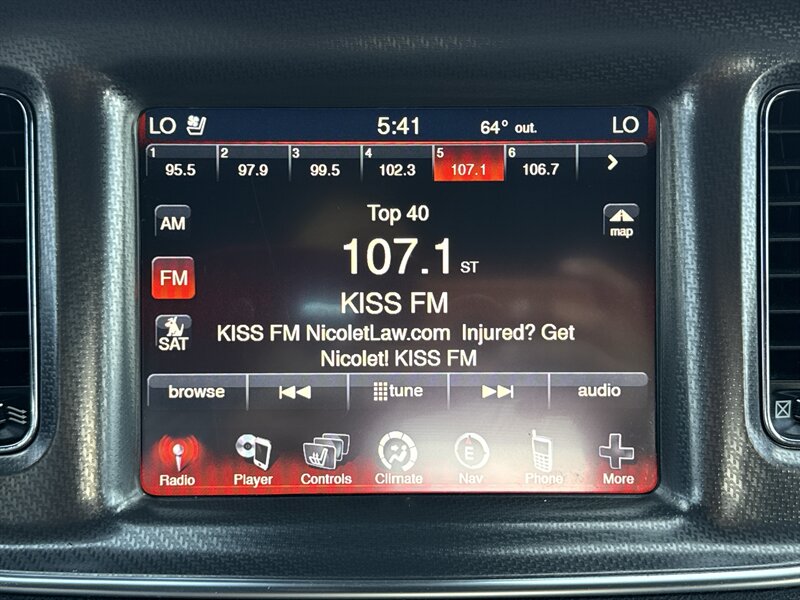 LO 5:41 64° out. LO
1 95.5 2 97.9 3 99.5 4 102.3 5 107.1 6 106.7
Top 40
AM
map
107.1 ST
FM
KISS FM
KISS FM NicoletLaw.com Injured? Get
Nicolet! KISS FM
SAT
browse tune audio
E
Radio Player Controls Climate Nav Phone More